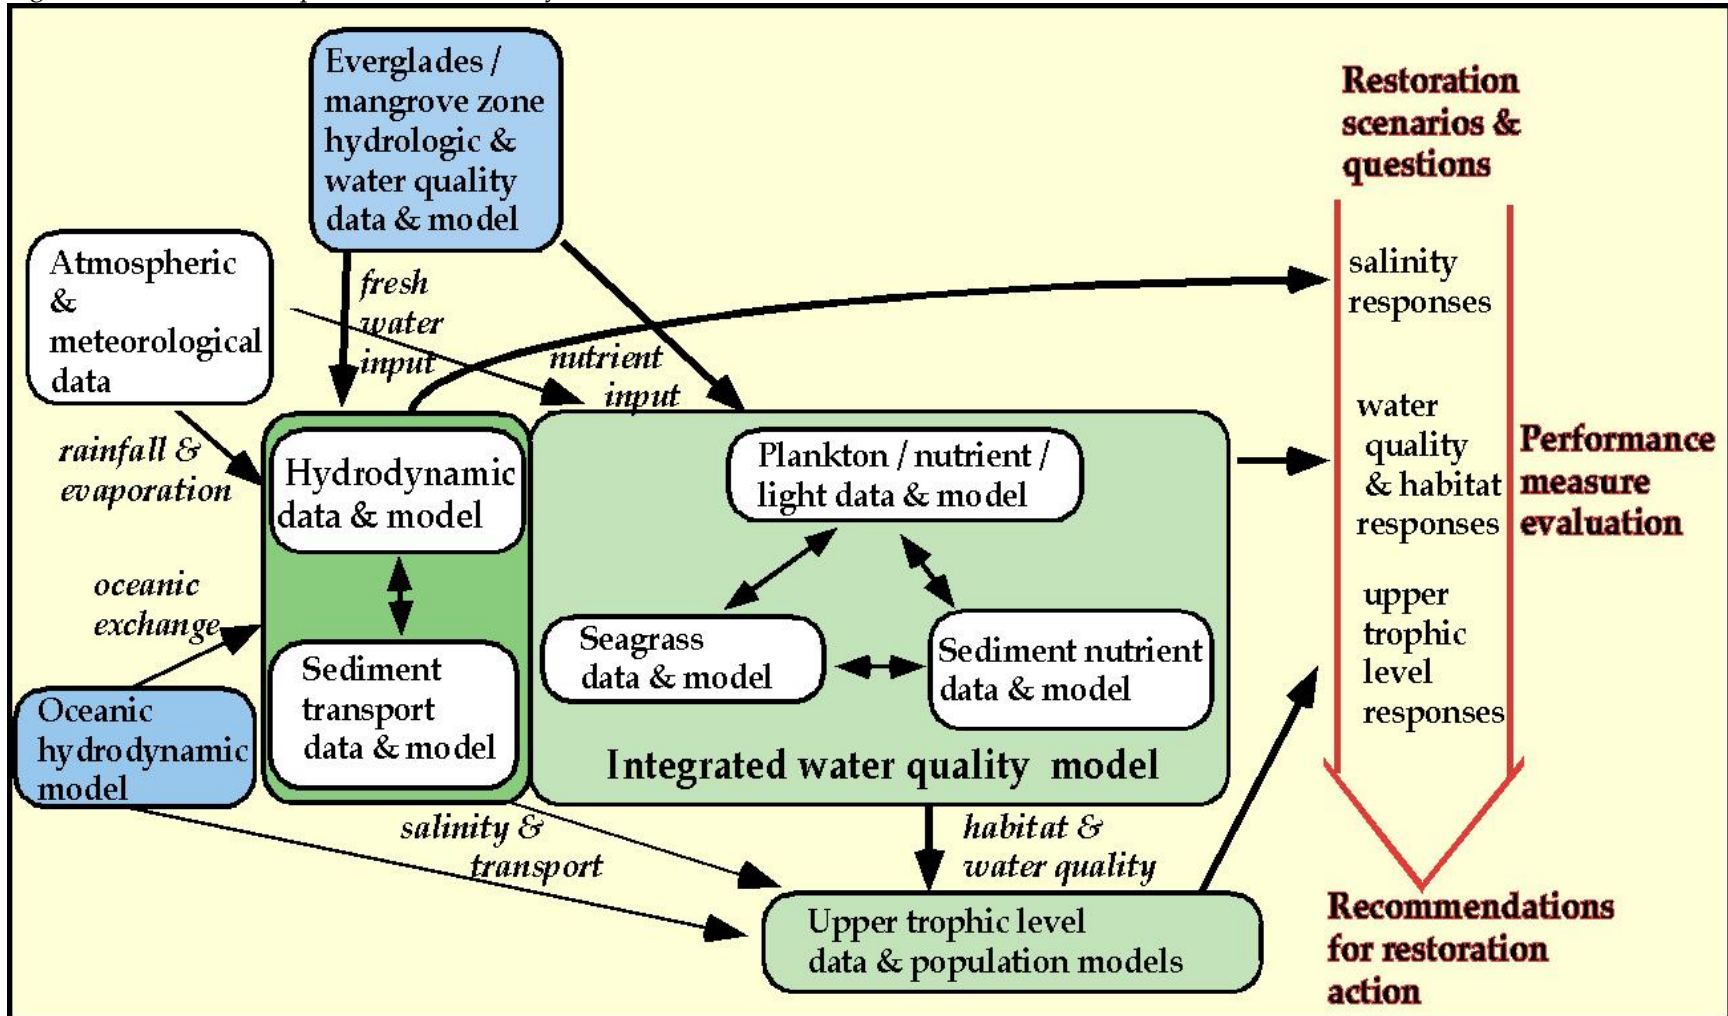 Everglades /
mangrove zone
hydrologic &
water quality
data & model
Restoration
scenarios &
questions
Atmospheric
&
meteorological
data
fresh
water
input
nutrient
input
salinity
responses
rainfall &
evaporation
Hydrodynamic
data & model
Plankton / nutrient /
light data & model
water
quality
& habitat
responses
Performance
measure
evaluation
oceanic
exchange
Sediment
transport
data & model
Seagrass
data & model
Sediment nutrient
data & model
upper
trophic
level
responses
Oceanic
hydrodynamic
model
Integrated water quality model
salinity &
transport
habitat &
water quality
Upper trophic level
data & population models
Recommendations
for restoration
action